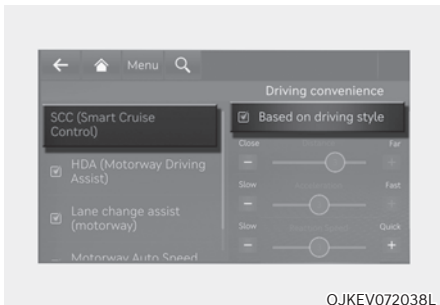 Menu
Driving convenience
SCC (Smart Cruise
Control)
Based on driving style
Close
Far
HDA (Motorway Driving
Assist)
Slow
Fast
Lane change assist
(motorway)
Slow
Quick
Motorway Auto Speed
OJKEV072038L